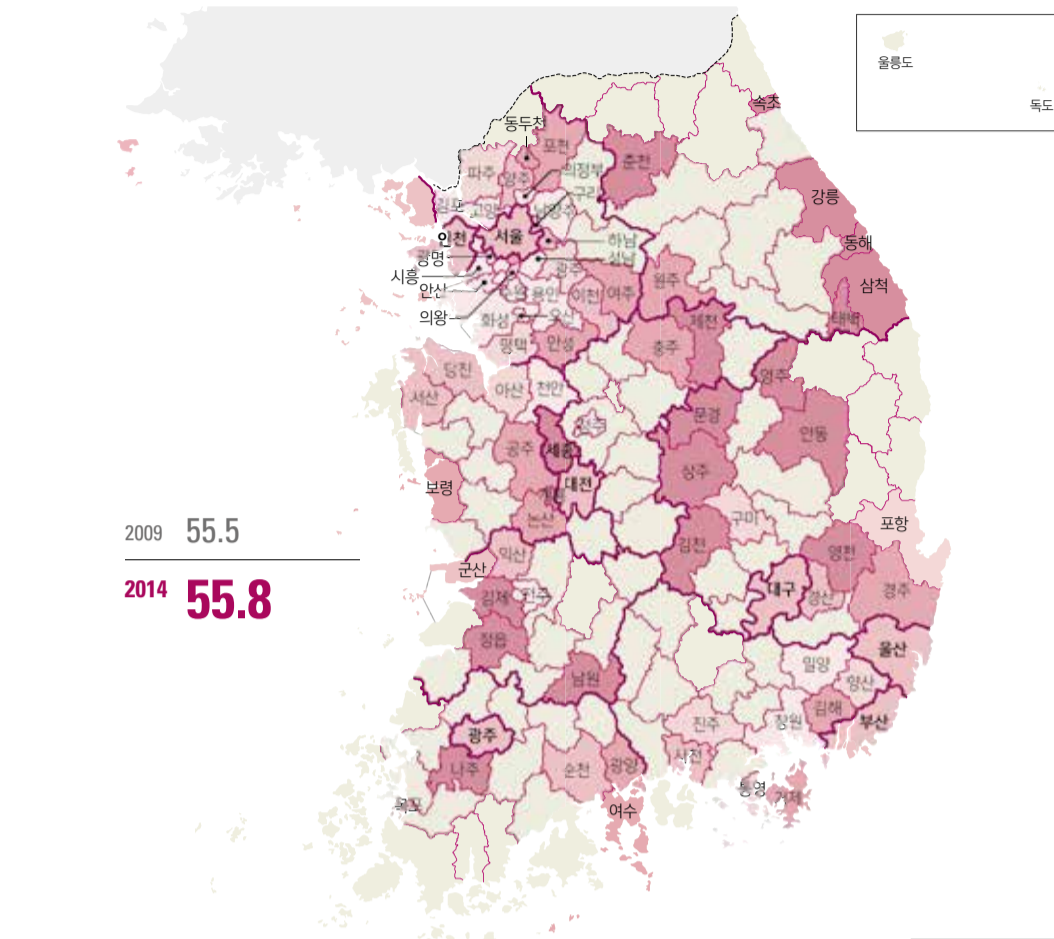 울릉도
독도
속초
동두천
포천
춘천
의정부
파주
양주
구리
강릉
김포
고양
남양주
인천
서울
하남
동해
광명
성남
시흥
광주
원주
안산
수원
용인
이천
여주
삼척
의왕
화성
오산
태백
제천
평택
안성
충주
당진
영주
아산
천안
서산
문경
청주
안동
공주
세종
상주
보령
대전
계룡
논산
구미
포항
2009 55.5
김천
영천
익산
군산
2014 55.8
대구
경산
경주
김제
전주
정읍
울산
밀양
남원
양산
김해
진주
창원
부산
광주
사천
나주
순천
광양
통영
거제
목포
여수